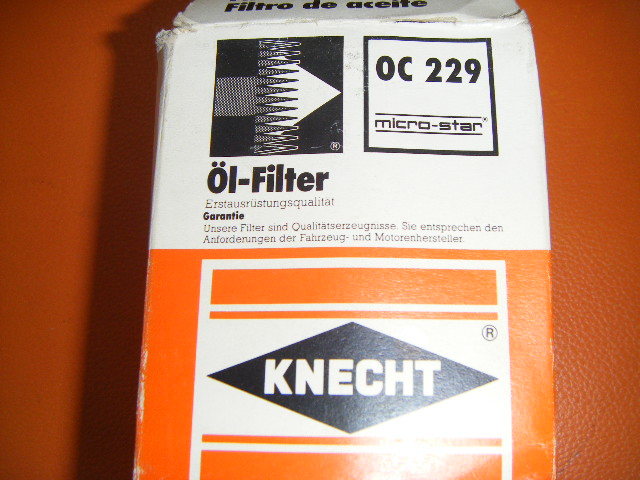 Filtro de aceite
OC 229
micro-star®
®
Öl-Filter
Erstausrüstungsqualität
Garantie
Unsere Filter sind Qualitätserzeugnisse. Sie entsprechen den
Anforderungen der Fahrzeug- und Motorenhersteller.
®
KNECHT